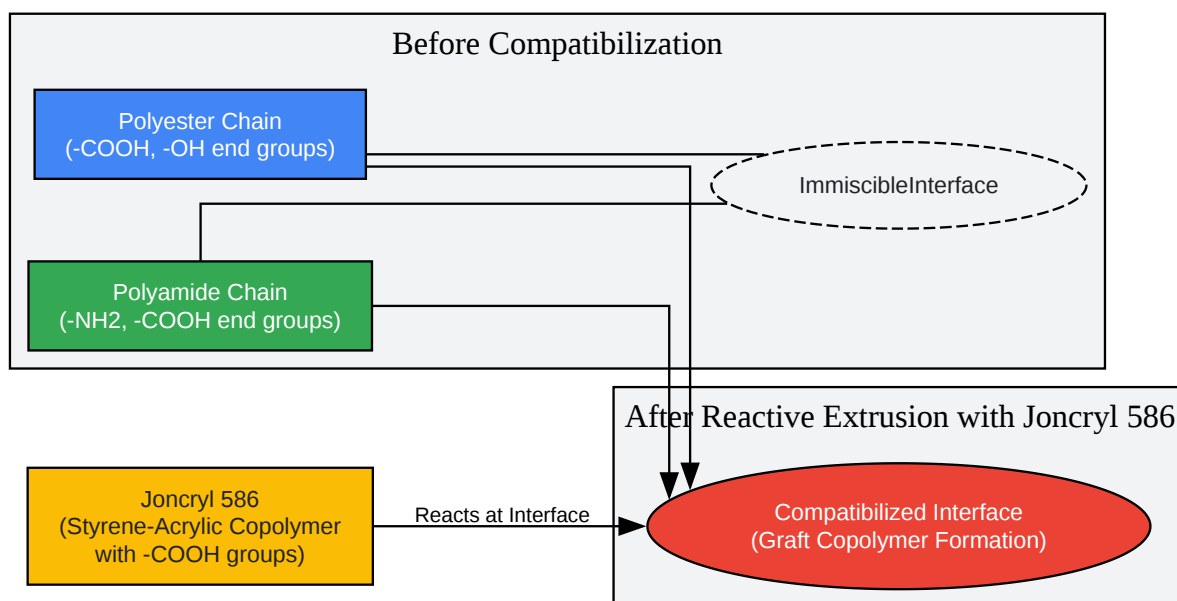 Before Compatibilization
Polyester Chain
(-COOH, -OH end groups)
ImmiscibleInterface
Polyamide Chain
(-NH2, -COOH end groups)
After Reactive Extrusion with Joncryl 586
Joncryl 586
(Styrene-Acrylic Copolymer
with -COOH groups)
Reacts at Interface
Compatibilized Interface
(Graft Copolymer Formation)